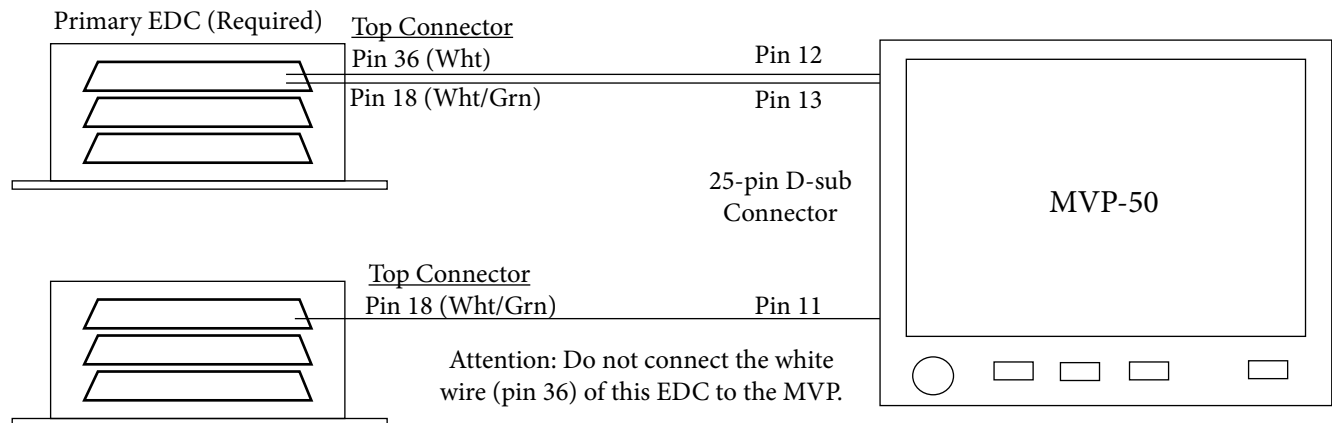 Primary EDC (Required)
Top Connector
Pin 36 (Wht)
Pin 12
Pin 18 (Wht/Grn)
Pin 13
25-pin D-sub
Connector
MVP-50
Top Connector
Pin 18 (Wht/Grn)
Pin 11
Attention: Do not connect the white
wire (pin 36) of this EDC to the MVP.